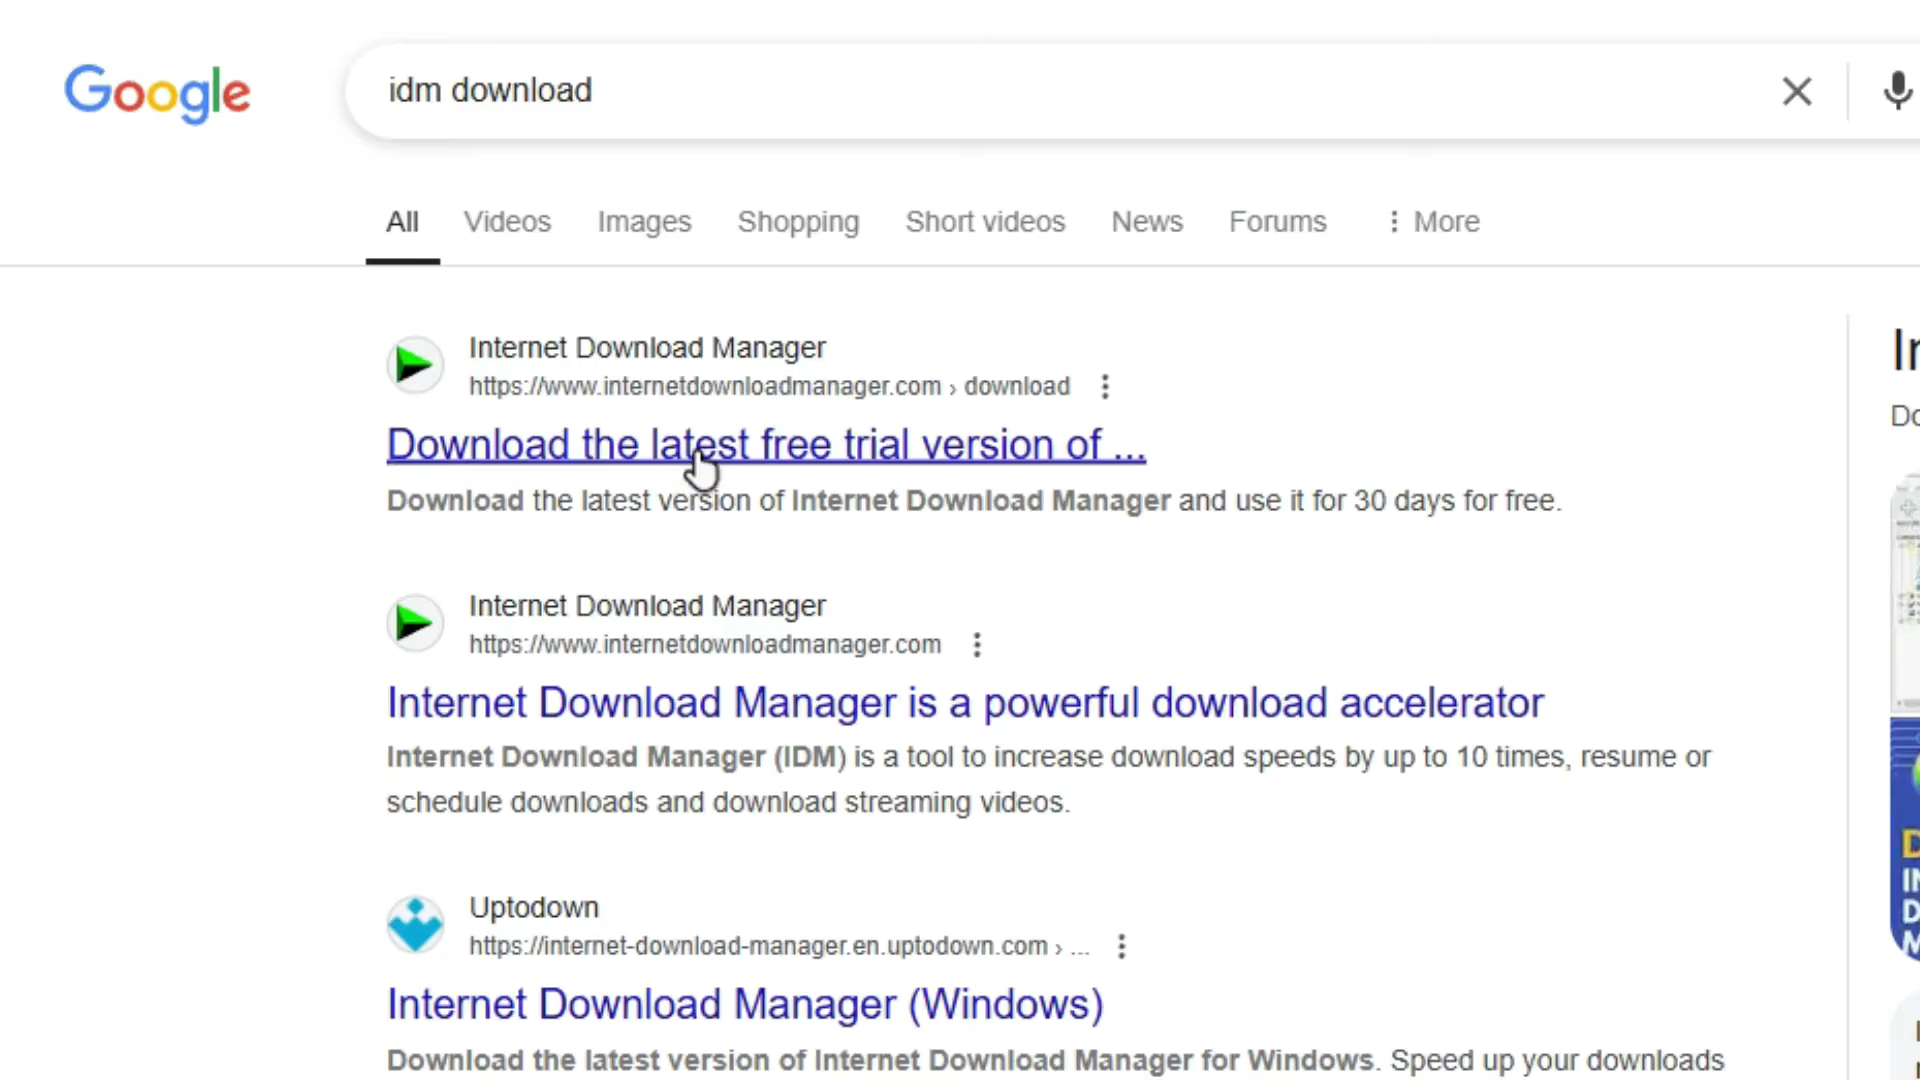 Google
idm download
All Videos Images Shopping Short videos News Forums More
Internet Download Manager
https://www.internetdownloadmanager.com › download
Download the latest free trial version of ...
Download the latest version of Internet Download Manager and use it for 30 days for free.
Internet Download Manager
https://www.internetdownloadmanager.com
Internet Download Manager is a powerful download accelerator
Internet Download Manager (IDM) is a tool to increase download speeds by up to 10 times, resume or
schedule downloads and download streaming videos.
Uptodown
https://internet-download-manager.en.uptodown.com › ...
Internet Download Manager (Windows)
Download the latest version of Internet Download Manager for Windows. Speed up your downloads